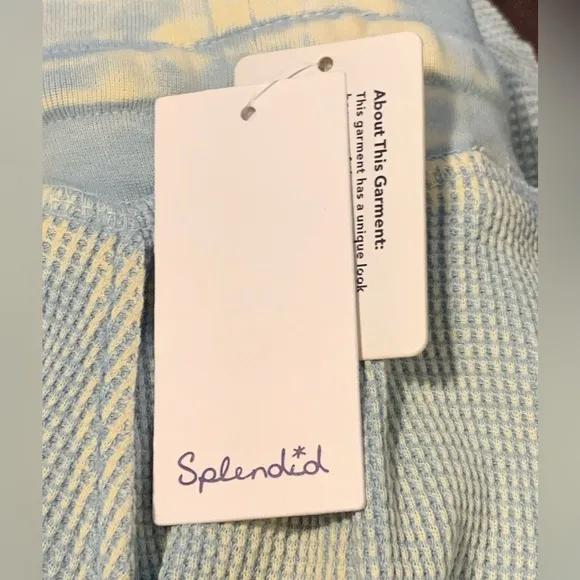 About This Garment:
This garment has a unique look
Splendid